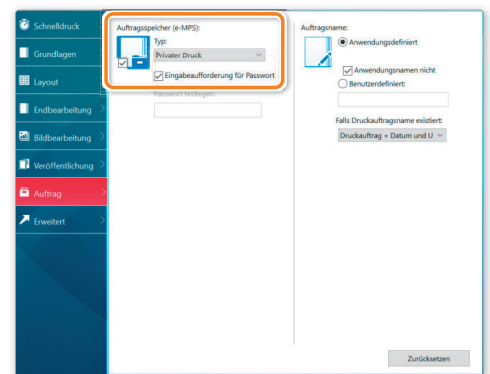 Schnelldruck
Grundlagen
Layout
Endbearbeitung
Bildbearbeitung
Veröffentlichung
Auftrag
Erweitert
Auftragsspeicher (e-MPS):
Typ:
Privater Druck
Eingabeaufforderung für Passwort
Passwort festlegen:
Auftragsname:
Anwendungsdefiniert
Anwendungsnamen nicht
Benutzerdefiniert:
Falls Druckauftragsname existiert:
Druckauftrag + Datum und U
Zurücksetzen